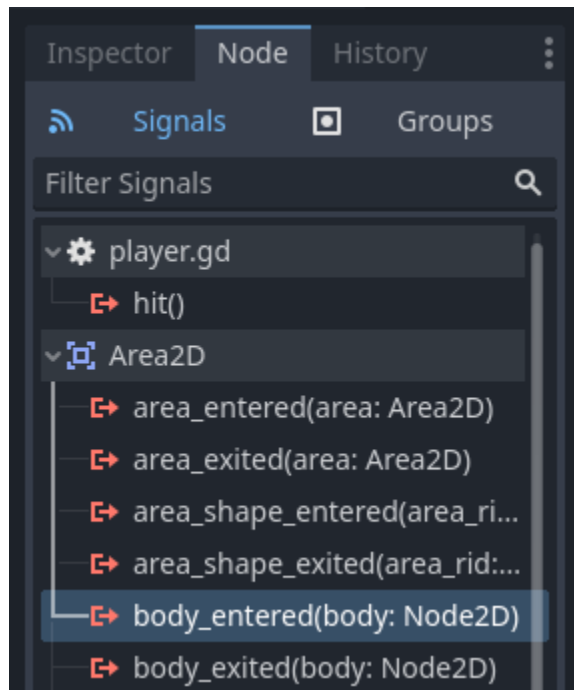 Inspector Node History
Signals Groups
Filter Signals
player.gd
hit()
Area2D
area_entered(area: Area2D)
area_exited(area: Area2D)
area_shape_entered(area_ri...
area_shape_exited(area_rid:...
body_entered(body: Node2D)
body_exited(body: Node2D)